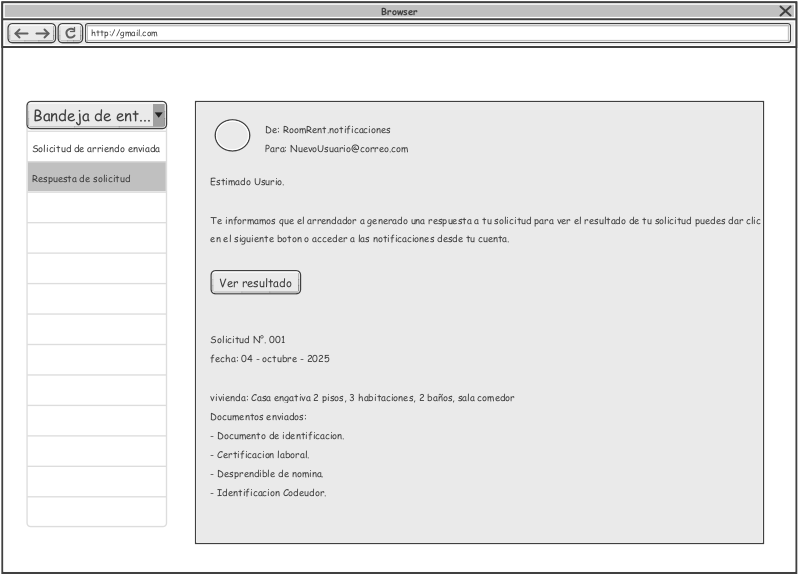 Browser
http://gmail.com
Bandeja de ent...
Solicitud de arriendo enviada
Respuesta de solicitud
De: RoomRent.notificaciones
Para: NuevoUsuario@correo.com
Estimado Usurio.
Te informamos que el arrendador a generado una respuesta a tu solicitud para ver el resultado de tu solicitud puedes dar clic
en el siguiente boton o acceder a las notificaciones desde tu cuenta.
Ver resultado
Solicitud N°. 001
fecha: 04 - octubre - 2025
vivienda: Casa engativa 2 pisos, 3 habitaciones, 2 baños, sala comedor
Documentos enviados:
- Documento de identificacion.
- Certificacion laboral.
- Desprendible de nomina.
- Identificacion Codeudor.